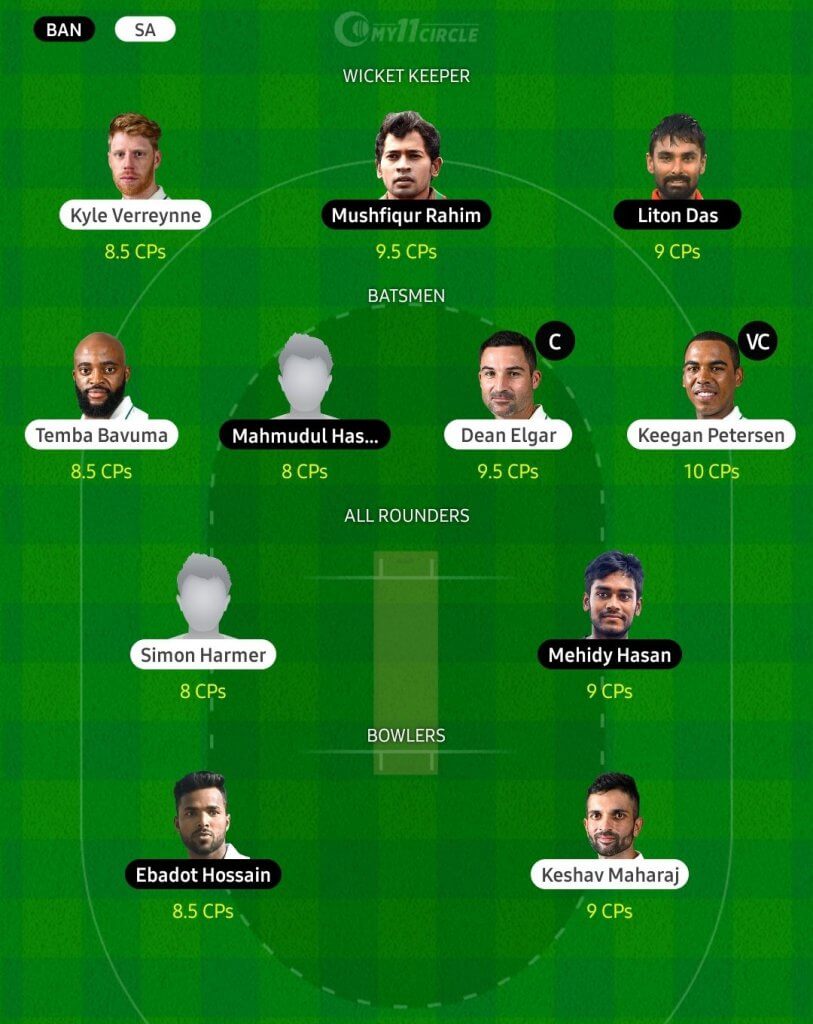 BAN SA
MY11CIRCLE
WICKET KEEPER
Kyle Verreynne Mushfiqur Rahim Liton Das
8.5 CPs 9.5 CPs 9 CPs
BATSMEN
C VC
Temba Bavuma Mahmudul Has... Dean Elgar Keegan Petersen
8.5 CPs 8 CPs 9.5 CPs 10 CPs
ALL ROUNDERS
Simon Harmer Mehidy Hasan
8 CPs 9 CPs
BOWLERS
Ebadot Hossain Keshav Maharaj
8.5 CPs 9 CPs